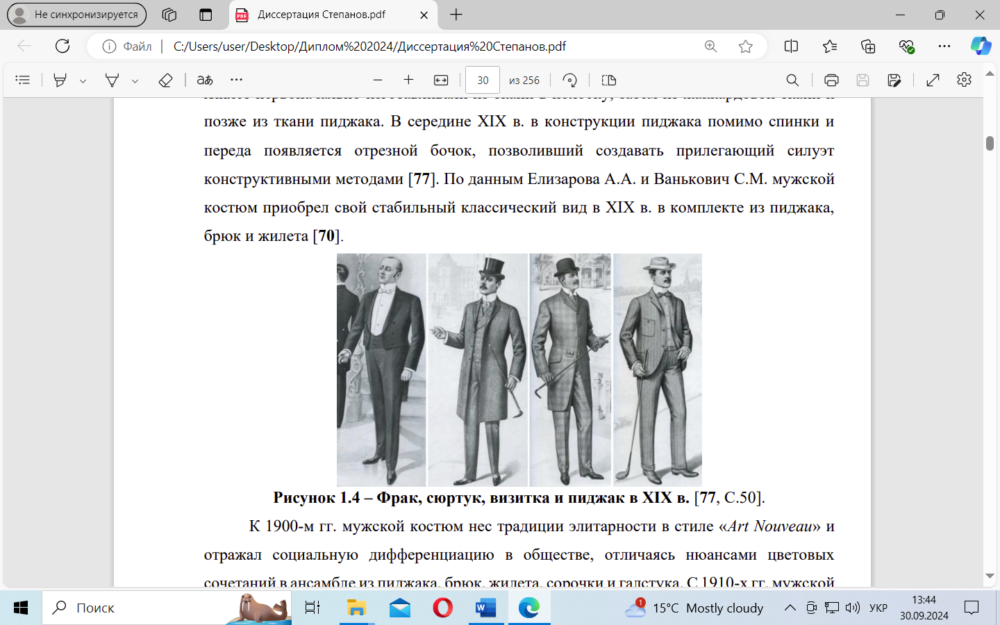 Не синхронизируется
Диссертация Степанов.pdf
Файл
C:/Users/user/Desktop/Диплом%202024/Диссертация%20Степанов.pdf
30 из 256
позже из ткани пиджака. В середине XIX в. в конструкции пиджака помимо спинки и
переда появляется отрезной бочок, позволивший создавать прилегающий силуэт
конструктивными методами [77]. По данным Елизарова А.А. и Ванькович С.М. мужской
костюм приобрел свой стабильный классический вид в XIX в. в комплекте из пиджака,
брюк и жилета [70].
Рисунок 1.4 – Фрак, сюртук, визитка и пиджак в XIX в. [77, С.50].
К 1900-м гг. мужской костюм нес традиции элитарности в стиле «Art Nouveau» и
отражал социальную дифференциацию в обществе, отличаясь нюансами цветовых
сочетаний в ансамбле из пиджака, брюк, жилета, сорочки и галстука. С 1910-х гг. мужской
Поиск
1
15°C Mostly cloudy
УКР
13:44
30.09.2024